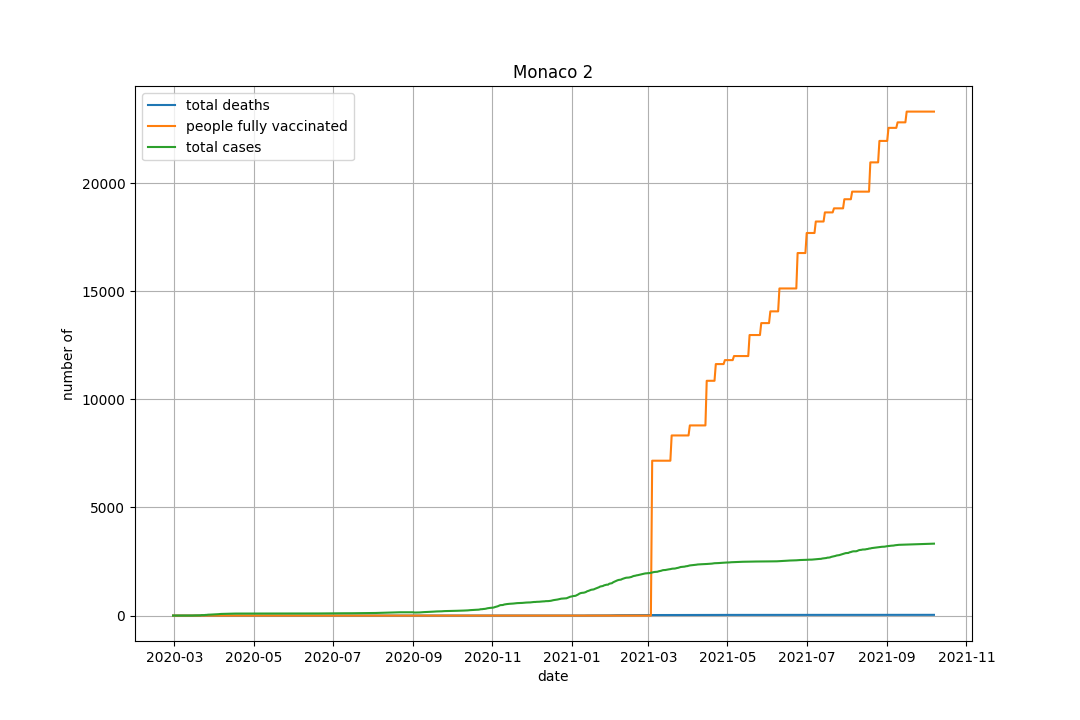 Monaco 2
total deaths
people fully vaccinated
total cases
number of
20000
15000
10000
5000
0
2020-03 2020-05 2020-07 2020-09 2020-11 2021-01 2021-03 2021-05 2021-07 2021-09 2021-11
date